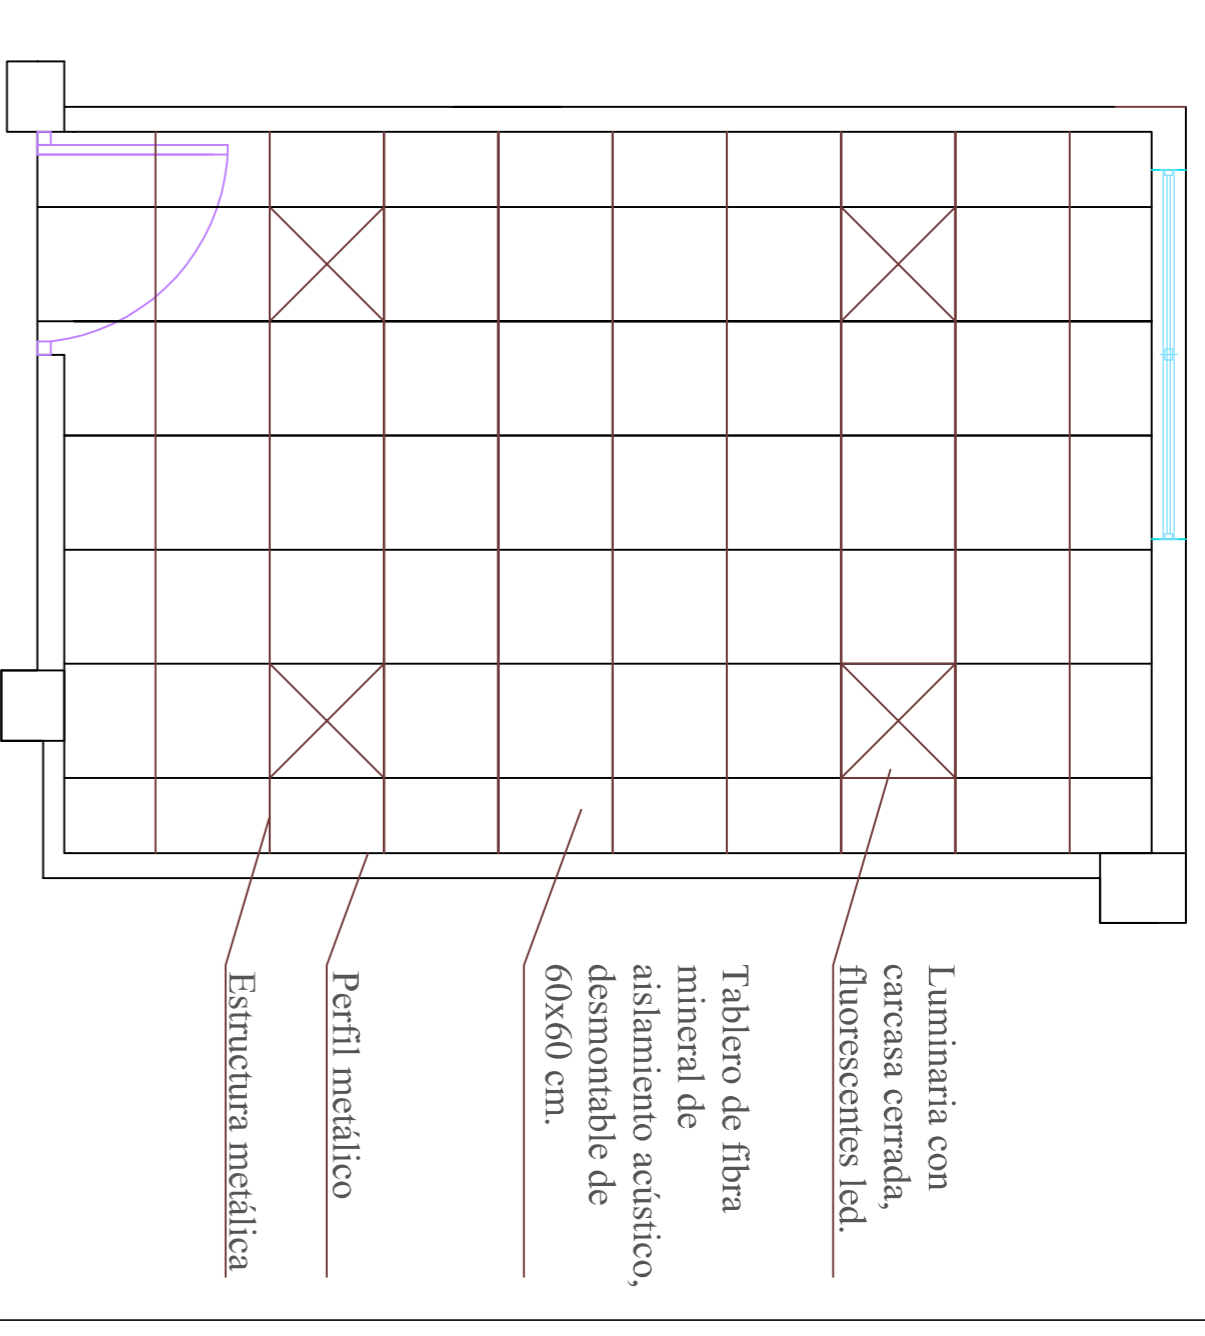 Luminaria con
carcasa cerrada,
fluorescentes led.
Tablero de fibra
mineral de
aislamiento acústico,
desmontable de
60x60 cm.
Perfil metálico
Estructura metálica